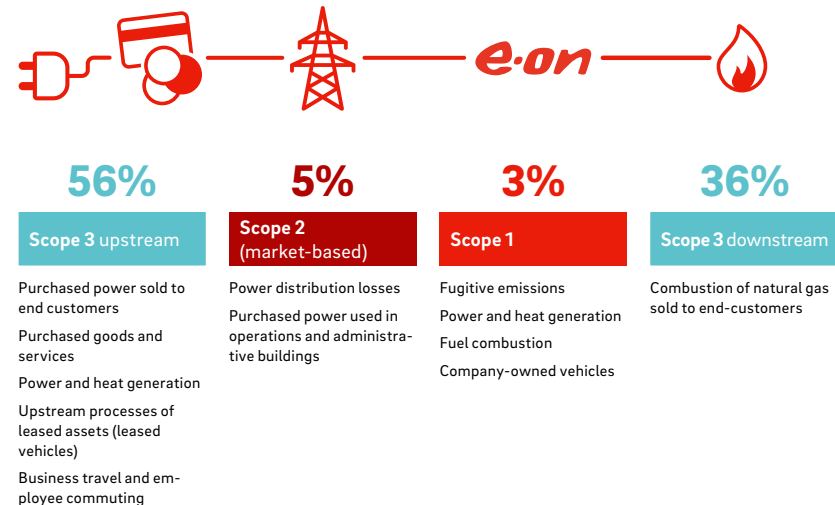 e·on
56%
5%
3%
36%
Scope 3 upstream
Scope 2
(market-based)
Scope 1
Scope 3 downstream
Purchased power sold to
end customers
Purchased goods and
services
Power and heat generation
Upstream processes of
leased assets (leased
vehicles)
Business travel and em-
ployee commuting
Power distribution losses
Purchased power used in
operations and administra-
tive buildings
Fugitive emissions
Power and heat generation
Fuel combustion
Company-owned vehicles
Combustion of natural gas
sold to end-customers